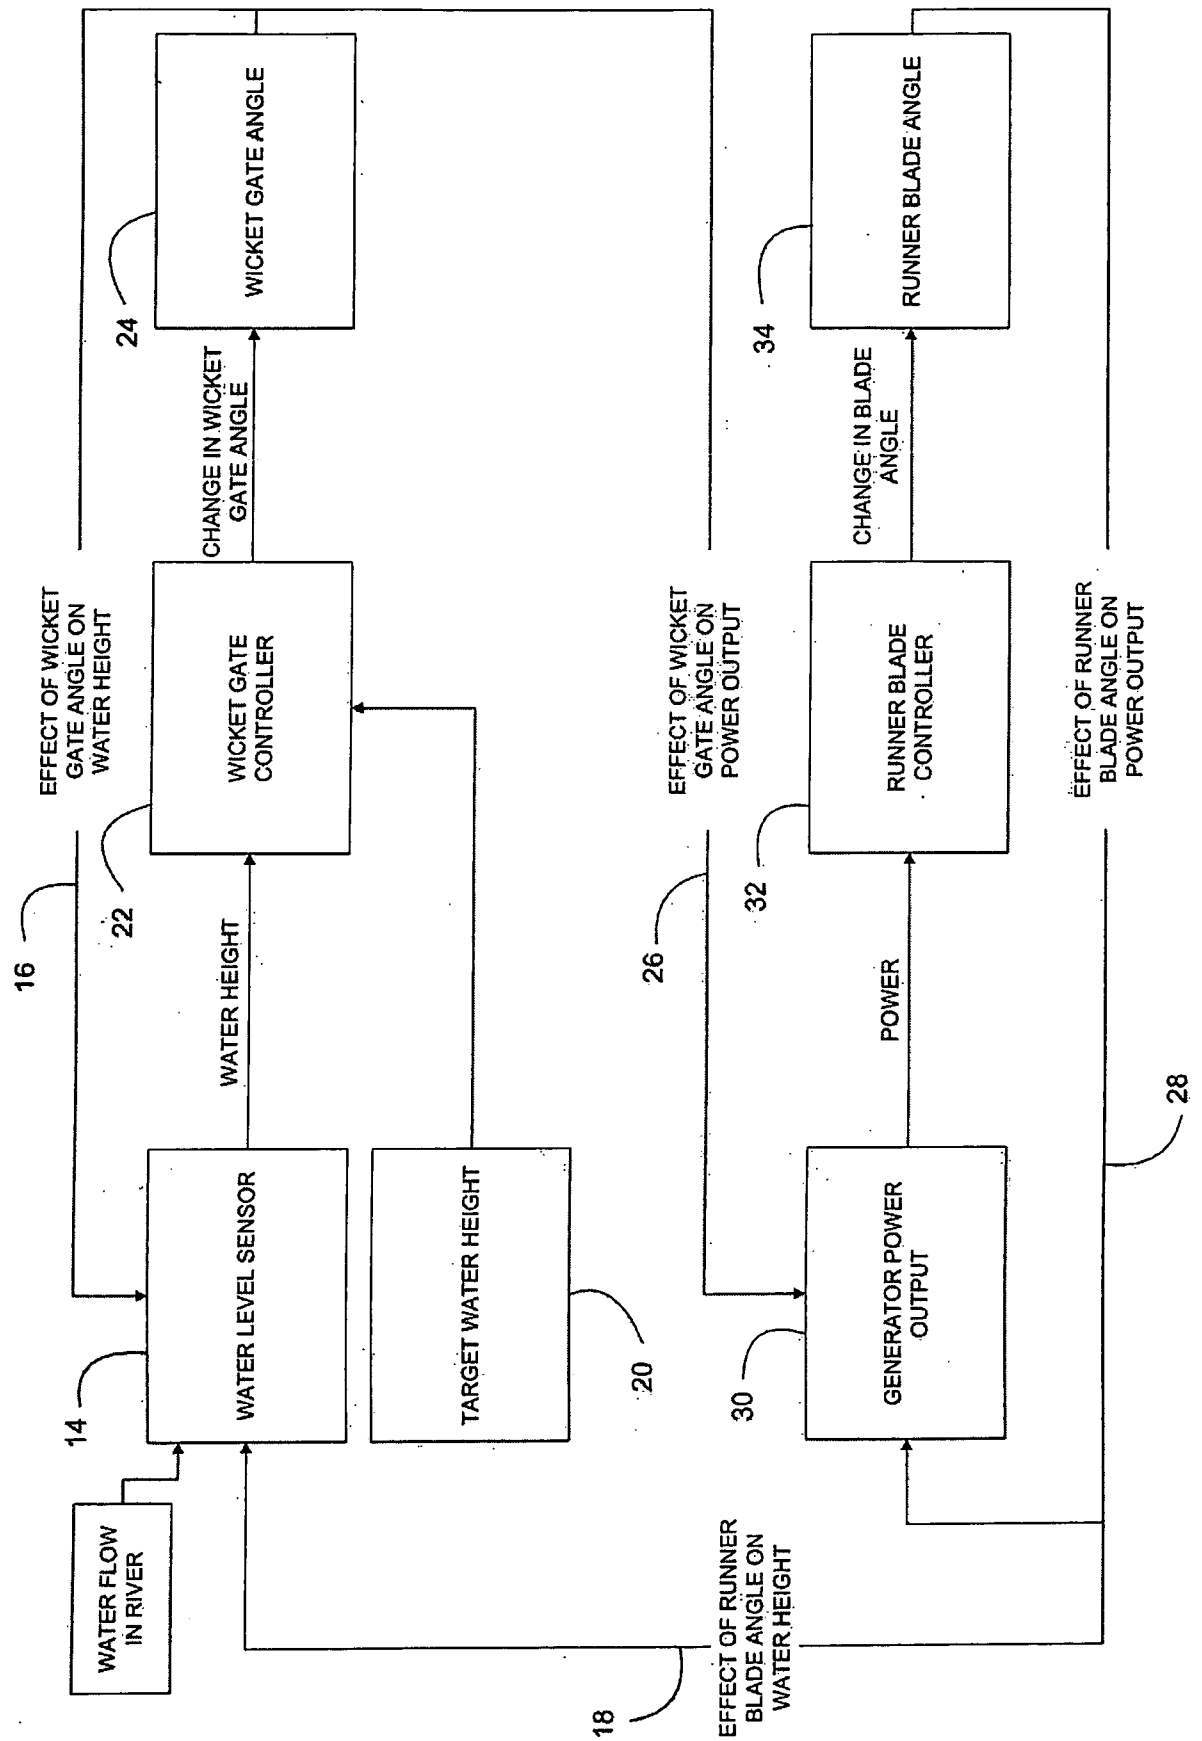 EFFECT OF WICKET
GATE ANGLE ON
WATER HEIGHT
16
WATER FLOW
IN RIVER
14
WATER LEVEL SENSOR
WATER HEIGHT
22
WICKET GATE
CONTROLLER
CHANGE IN WICKET
GATE ANGLE
24
WICKET GATE ANGLE
TARGET WATER HEIGHT
20
EFFECT OF WICKET
GATE ANGLE ON
POWER OUTPUT
26
18
EFFECT OF RUNNER
BLADE ANGLE ON
WATER HEIGHT
30
GENERATOR POWER
OUTPUT
POWER
32
RUNNER BLADE
CONTROLLER
CHANGE IN BLADE
ANGLE
34
RUNNER BLADE ANGLE
EFFECT OF RUNNER
BLADE ANGLE ON
POWER OUTPUT
28